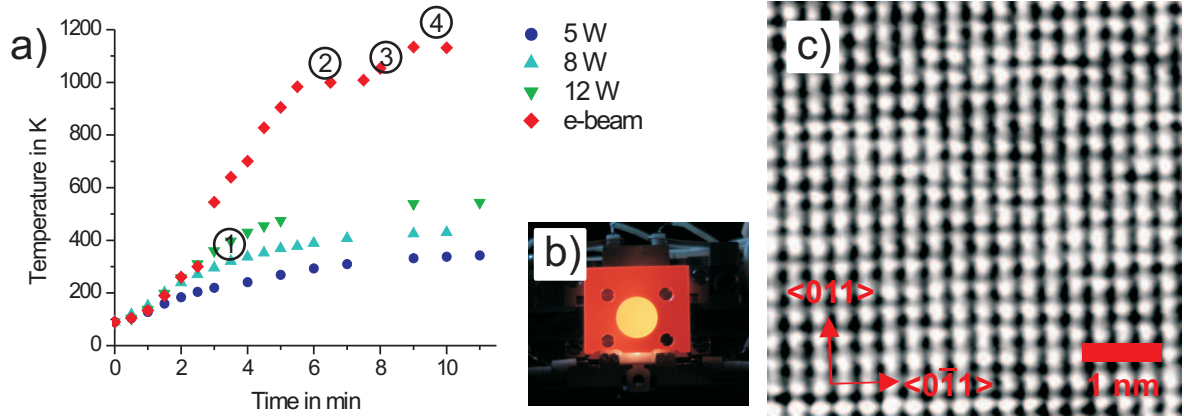 a)
Temperature in K
1200
1000
800
600
400
200
0
0
2
4
6
8
10
Time in min
1
2
3
4
5 W
8 W
12 W
e-beam
b)
c)
<011>
<01̅1>
1 nm